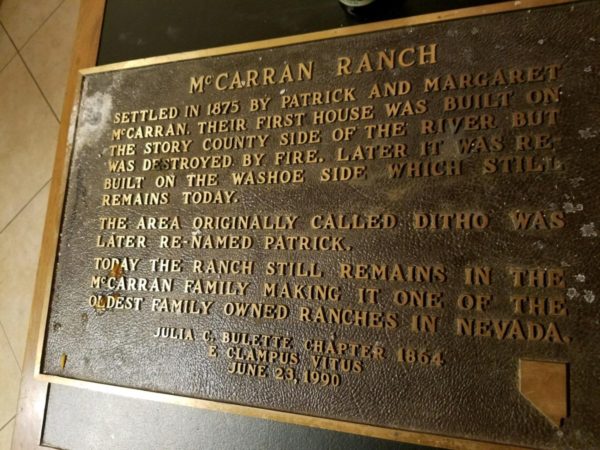 McCARRAN RANCH
SETTLED IN 1875 BY PATRICK AND MARGARET
McCARRAN. THEIR FIRST HOUSE WAS BUILT ON
THE STORY COUNTY SIDE OF THE RIVER BUT
WAS DESTROYED BY FIRE. LATER IT WAS RE-
BUILT ON THE WASHOE SIDE WHICH STILL
REMAINS TODAY.
THE AREA ORIGINALLY CALLED DITHO WAS
LATER RE-NAMED PATRICK.
TODAY THE RANCH STILL REMAINS IN THE
McCARRAN FAMILY MAKING IT ONE OF THE
OLDEST FAMILY OWNED RANCHES IN NEVADA.
JULIA C. BULETTE CHAPTER 1864
E CLAMPUS VITUS
JUNE 23, 1990